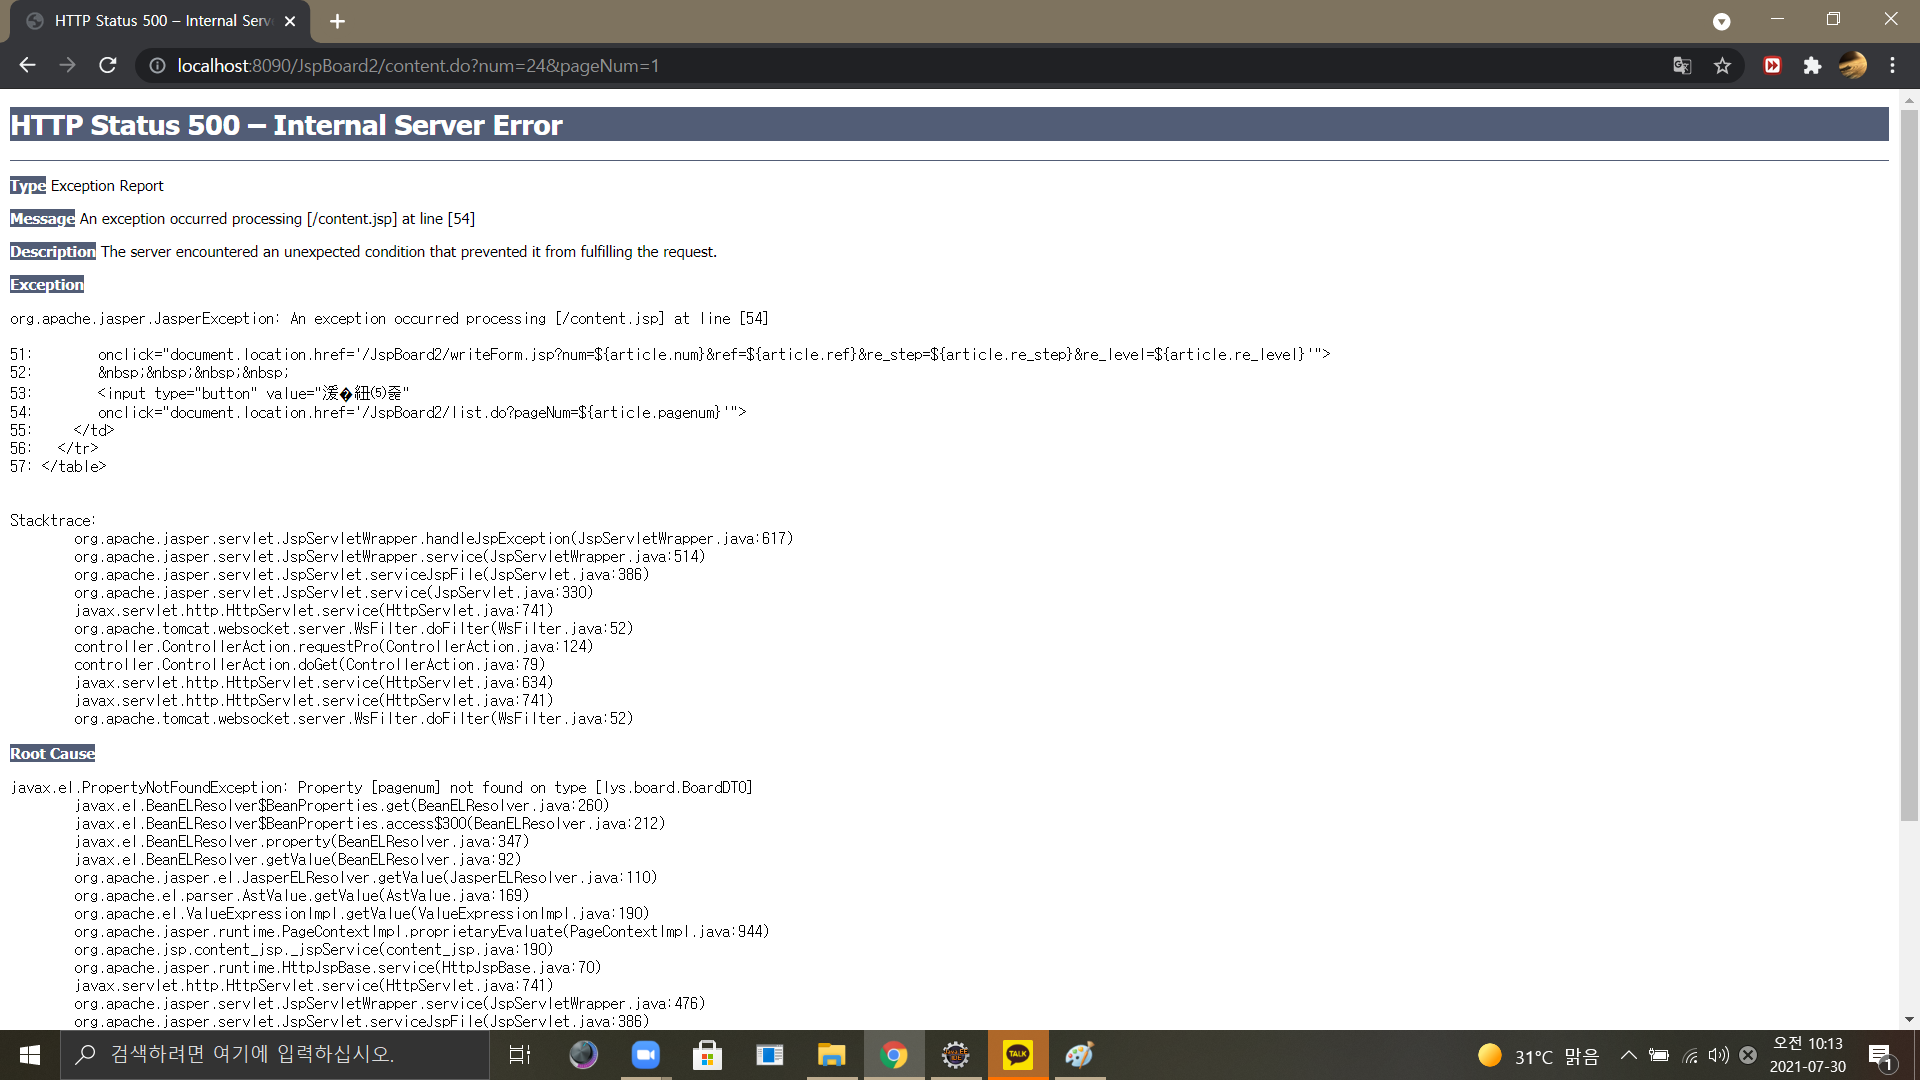 HTTP Status 500 – Internal Serv
localhost:8090/JspBoard2/content.do?num=24&pageNum=1
HTTP Status 500 – Internal Server Error
Type Exception Report
Message An exception occurred processing [/content.jsp] at line [54]
Description The server encountered an unexpected condition that prevented it from fulfilling the request.
Exception
org.apache.jasper.JasperException: An exception occurred processing [/content.jsp] at line [54]
51: onclick="document.location.href='/JspBoard2/writeForm.jsp?num=${article.num}&ref=${article.ref}&re_step=${article.re_step}&re_level=${article.re_level}'">
52: &nbsp;&nbsp;&nbsp;&nbsp;
53: <input type="button" value="湲�紐⑸줉"
54: onclick="document.location.href='/JspBoard2/list.do?pageNum=${article.pagenum}'">
55: </td>
56: </tr>
57: </table>
Stacktrace:
org.apache.jasper.servlet.JspServletWrapper.handleJspException(JspServletWrapper.java:617)
org.apache.jasper.servlet.JspServletWrapper.service(JspServletWrapper.java:514)
org.apache.jasper.servlet.JspServlet.serviceJspFile(JspServlet.java:386)
org.apache.jasper.servlet.JspServlet.service(JspServlet.java:330)
javax.servlet.http.HttpServlet.service(HttpServlet.java:741)
org.apache.tomcat.websocket.server.WsFilter.doFilter(WsFilter.java:52)
controller.ControllerAction.requestPro(ControllerAction.java:124)
controller.ControllerAction.doGet(ControllerAction.java:79)
javax.servlet.http.HttpServlet.service(HttpServlet.java:634)
javax.servlet.http.HttpServlet.service(HttpServlet.java:741)
org.apache.tomcat.websocket.server.WsFilter.doFilter(WsFilter.java:52)
Root Cause
javax.el.PropertyNotFoundException: Property [pagenum] not found on type [lys.board.BoardDTO]
javax.el.BeanELResolver$BeanProperties.get(BeanELResolver.java:260)
javax.el.BeanELResolver$BeanProperties.access$300(BeanELResolver.java:212)
javax.el.BeanELResolver.property(BeanELResolver.java:347)
javax.el.BeanELResolver.getValue(BeanELResolver.java:92)
org.apache.jasper.el.JasperELResolver.getValue(JasperELResolver.java:110)
org.apache.el.parser.AstValue.getValue(AstValue.java:169)
org.apache.el.ValueExpressionImpl.getValue(ValueExpressionImpl.java:190)
org.apache.jasper.runtime.PageContextImpl.proprietaryEvaluate(PageContextImpl.java:944)
org.apache.jsp.content_jsp._jspService(content_jsp.java:190)
org.apache.jasper.runtime.HttpJspBase.service(HttpJspBase.java:70)
javax.servlet.http.HttpServlet.service(HttpServlet.java:741)
org.apache.jasper.servlet.JspServletWrapper.service(JspServletWrapper.java:476)
org.apache.jasper.servlet.JspServlet.serviceJspFile(JspServlet.java:386)
검색하려면 여기에 입력하십시오.
TALK
31°C 맑음
오전 10:13
2021-07-30
1